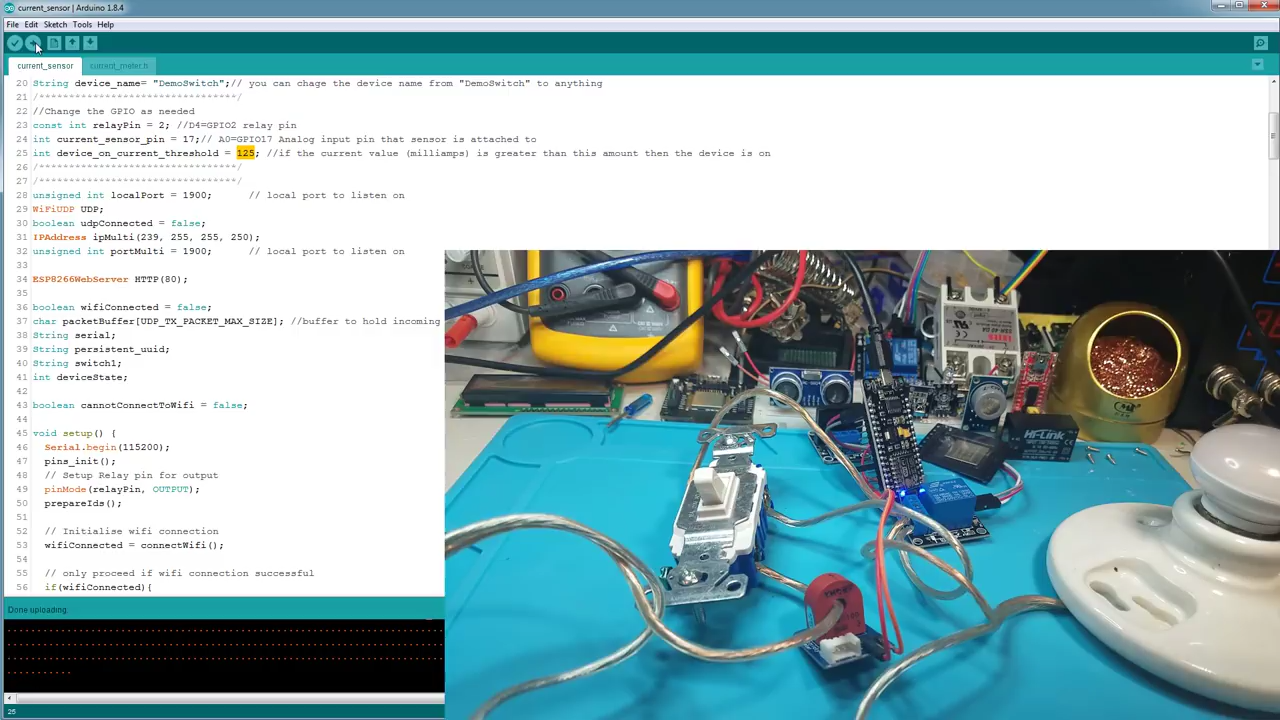 current_sensor | Arduino 1.8.4
File Edit Sketch Tools Help
current_sensor current_meter.h
20 String device_name= "DemoSwitch";// you can chage the device name from "DemoSwitch" to anything
21 /**********************************/
22 //Change the GPIO as needed
23 const int relayPin = 2; //D4=GPIO2 relay pin
24 int current_sensor_pin = 17;// A0=GPIO17 Analog input pin that sensor is attached to
25 int device_on_current_threshold = 125; //if the current value (milliamps) is greater than this amount then the device is on
26 /**********************************/
27 /**********************************/
28 unsigned int localPort = 1900; // local port to listen on
29 WiFiUDP UDP;
30 boolean udpConnected = false;
31 IPAddress ipMulti(239, 255, 255, 250);
32 unsigned int portMulti = 1900; // local port to listen on
33
34 ESP8266WebServer HTTP(80);
35
36 boolean wifiConnected = false;
37 char packetBuffer[UDP_TX_PACKET_MAX_SIZE]; //buffer to hold incoming
38 String serial;
39 String persistent_uuid;
40 String switch1;
41 int deviceState;
42
43 boolean cannotConnectToWifi = false;
44
45 void setup() {
46 Serial.begin(115200);
47 pins_init();
48 // Setup Relay pin for output
49 pinMode(relayPin, OUTPUT);
50 prepareIds();
51
52 // Initialise wifi connection
53 wifiConnected = connectWifi();
54
55 // only proceed if wifi connection successful
56 if(wifiConnected){
Done uploading.
25
Hi-Link